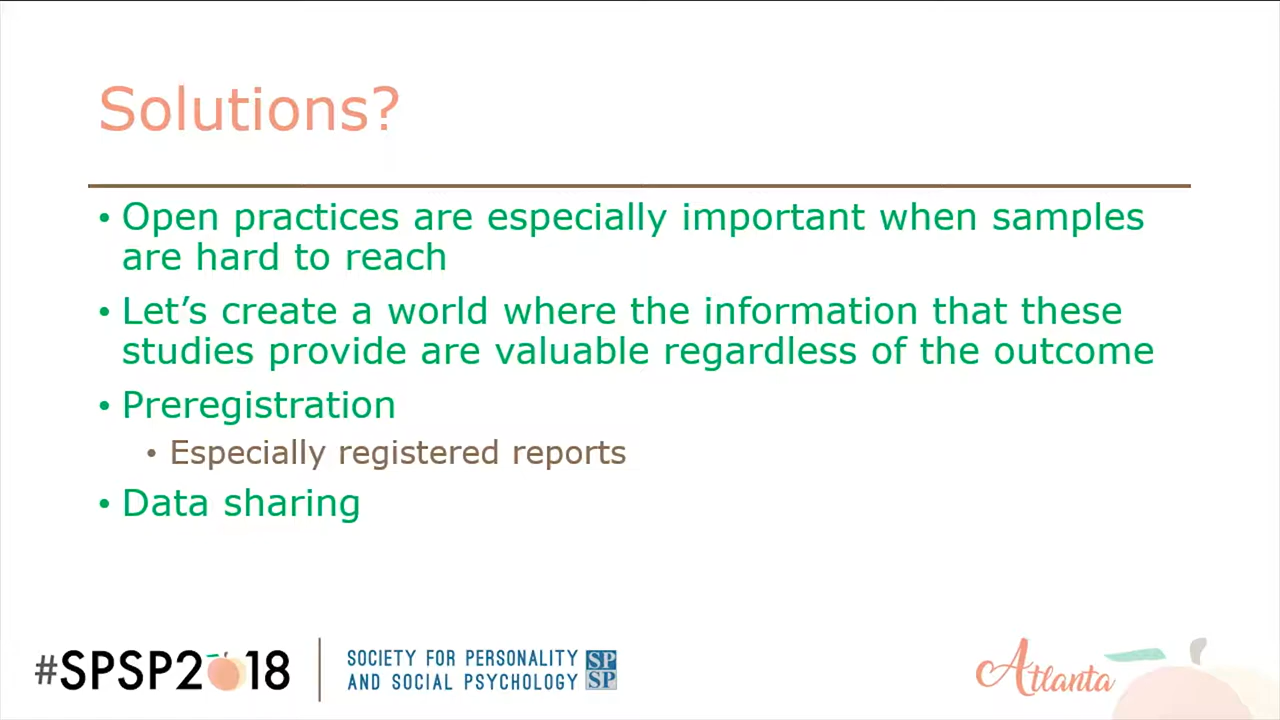 Solutions?
• Open practices are especially important when samples
are hard to reach
• Let’s create a world where the information that these
studies provide are valuable regardless of the outcome
• Preregistration
• Especially registered reports
• Data sharing
#SPSP2018
SOCIETY FOR PERSONALITY
AND SOCIAL PSYCHOLOGY
SP
SP
Atlanta